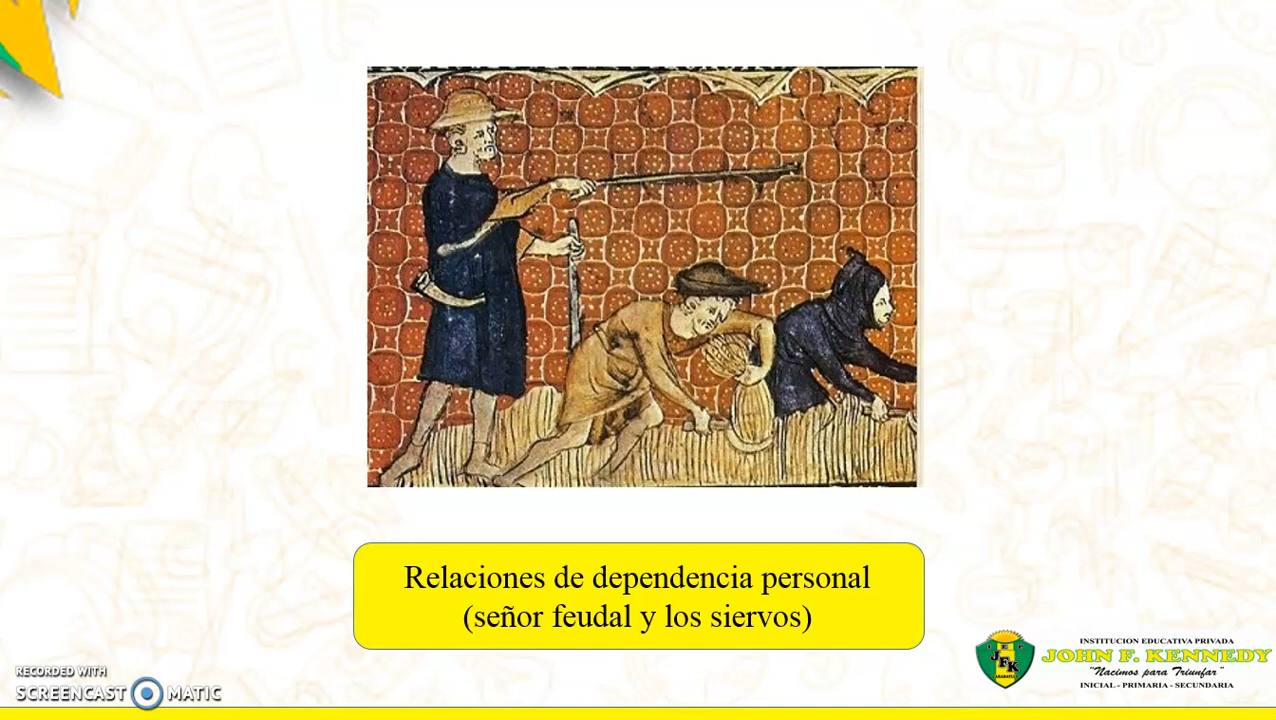 Relaciones de dependencia personal
(señor feudal y los siervos)
INSTITUCION EDUCATIVA PRIVADA
JOHN F. KENNEDY
"Nacimos para Triunfar"
INICIAL - PRIMARIA - SECUNDARIA
I E P
JFK
RECORDED WITH
SCREENCAST MATIC